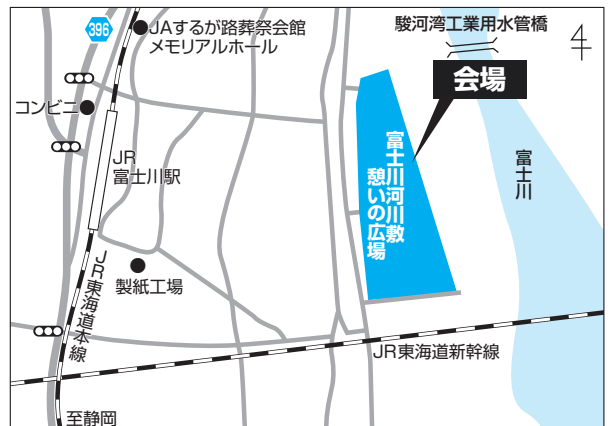 396
JAするが路葬祭会館
メモリアルホール
駿河湾工業用水管橋
会場
コンビニ
JR
富士川駅
富士川河川敷
憩いの広場
富士川
製紙工場
JR東海道本線
JR東海道新幹線
至静岡